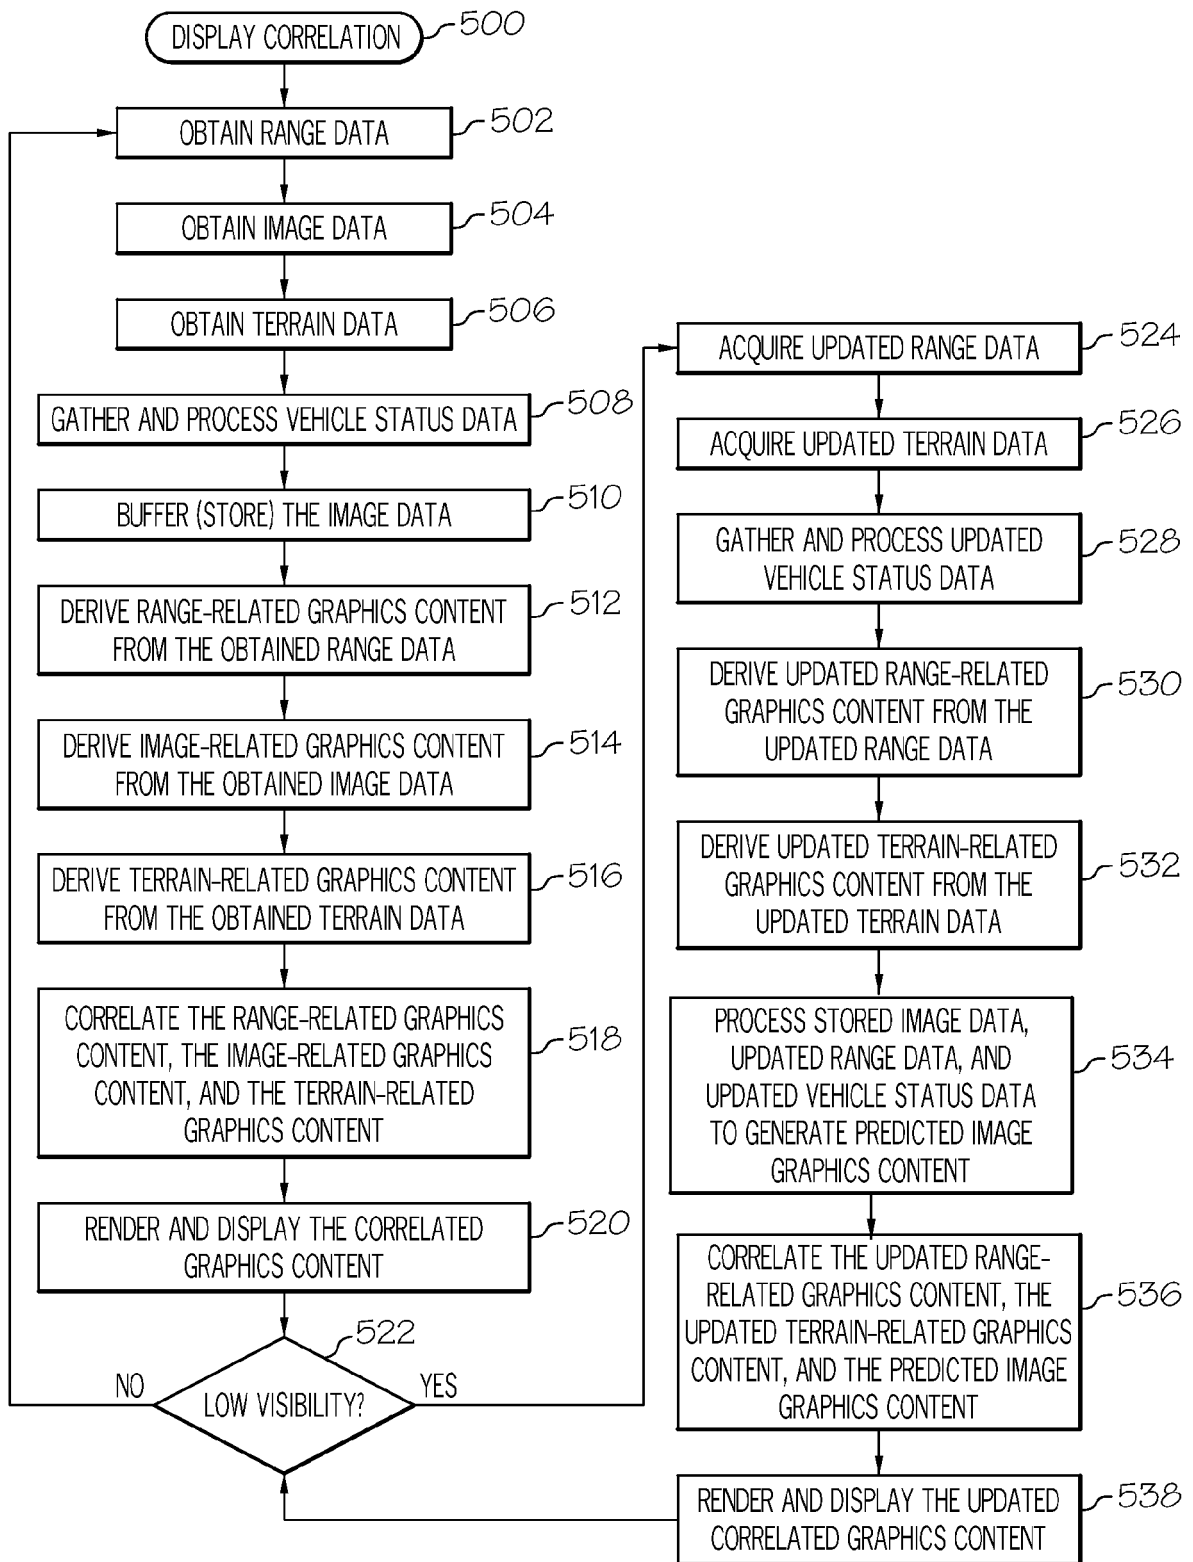 DISPLAY CORRELATION
500
OBTAIN RANGE DATA
502
OBTAIN IMAGE DATA
504
OBTAIN TERRAIN DATA
506
GATHER AND PROCESS VEHICLE STATUS DATA
508
BUFFER (STORE) THE IMAGE DATA
510
DERIVE RANGE-RELATED GRAPHICS CONTENT
FROM THE OBTAINED RANGE DATA
512
DERIVE IMAGE-RELATED GRAPHICS CONTENT
FROM THE OBTAINED IMAGE DATA
514
DERIVE TERRAIN-RELATED GRAPHICS CONTENT
FROM THE OBTAINED TERRAIN DATA
516
CORRELATE THE RANGE-RELATED GRAPHICS
CONTENT, THE IMAGE-RELATED GRAPHICS
CONTENT, AND THE TERRAIN-RELATED
GRAPHICS CONTENT
518
RENDER AND DISPLAY THE CORRELATED
GRAPHICS CONTENT
520
522
NO
LOW VISIBILITY?
YES
ACQUIRE UPDATED RANGE DATA
524
ACQUIRE UPDATED TERRAIN DATA
526
GATHER AND PROCESS UPDATED
VEHICLE STATUS DATA
528
DERIVE UPDATED RANGE-RELATED
GRAPHICS CONTENT FROM THE
UPDATED RANGE DATA
530
DERIVE UPDATED TERRAIN-RELATED
GRAPHICS CONTENT FROM THE
UPDATED TERRAIN DATA
532
PROCESS STORED IMAGE DATA,
UPDATED RANGE DATA, AND
UPDATED VEHICLE STATUS DATA
TO GENERATE PREDICTED IMAGE
GRAPHICS CONTENT
534
CORRELATE THE UPDATED RANGE-
RELATED GRAPHICS CONTENT, THE
UPDATED TERRAIN-RELATED GRAPHICS
CONTENT, AND THE PREDICTED IMAGE
GRAPHICS CONTENT
536
RENDER AND DISPLAY THE UPDATED
CORRELATED GRAPHICS CONTENT
538